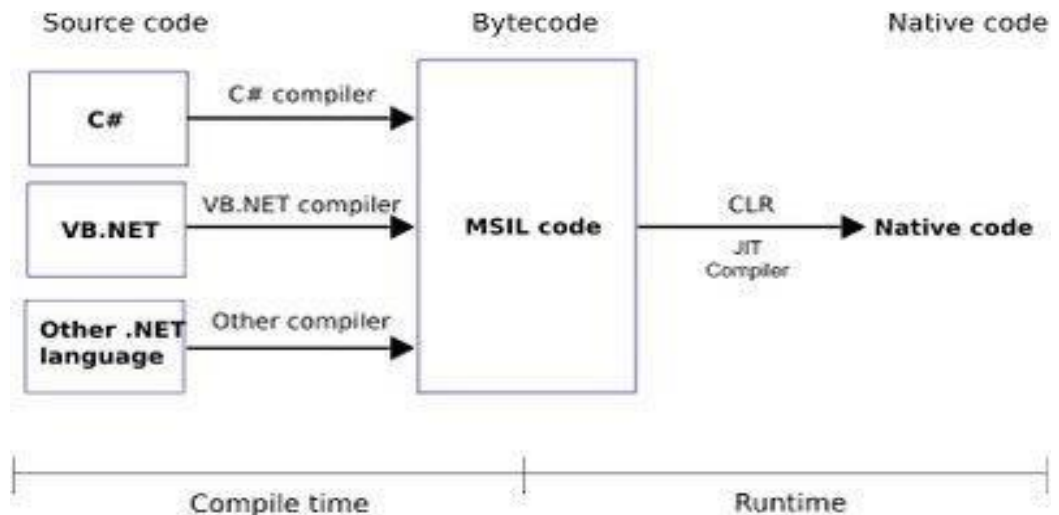 Source code
Bytecode
Native code
C# compiler
C#
VB.NET compiler
VB.NET
MSIL code
CLR
Native code
JIT
Compiler
Other compiler
Other .NET
language
Compile time
Runtime